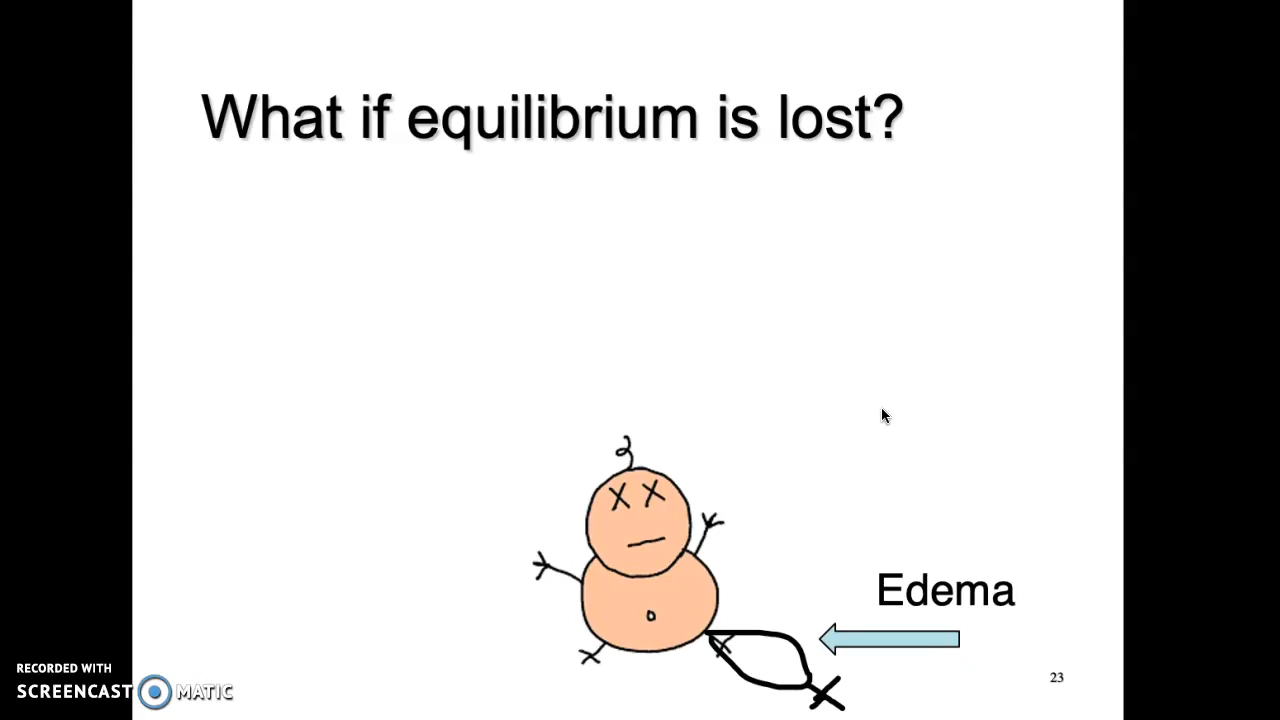 What if equilibrium is lost?
Edema
23
RECORDED WITH
SCREENCAST MATIC